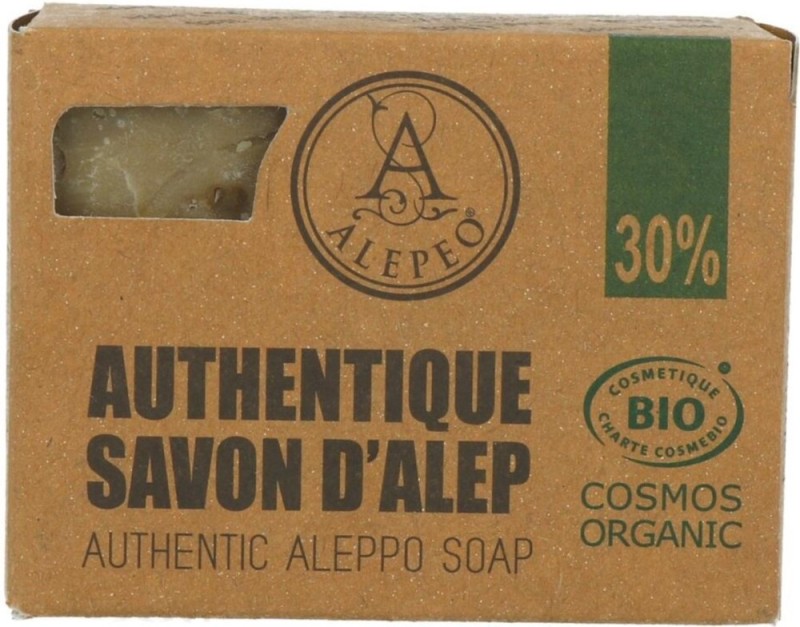 A
ALEPEO®
30%
AUTHENTIQUE
SAVON D'ALEP
AUTHENTIC ALEPPO SOAP
COSMETIQUE
BIO
CHARTE COSMEBIO
®
COSMOS
ORGANIC